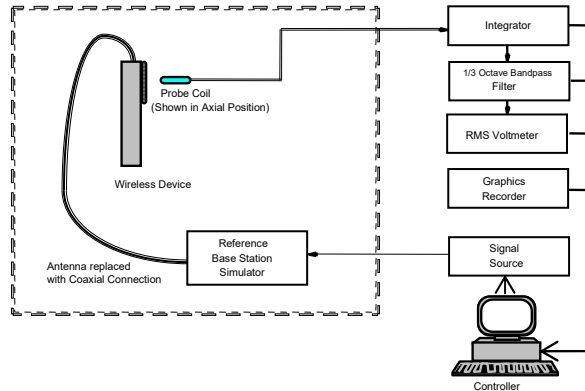 Integrator
1/3 Octave Bandpass
Filter
RMS Voltmeter
Graphics
Recorder
Signal
Source
Controller
Probe Coil
(Shown in Axial Position)
Wireless Device
Reference
Base Station
Simulator
Antenna replaced
with Coaxial Connection